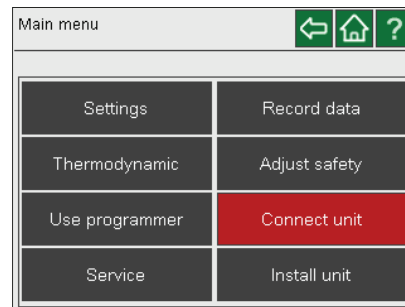 Main menu
?
Settings
Record data
Thermodynamic
Adjust safety
Use programmer
Connect unit
Service
Install unit